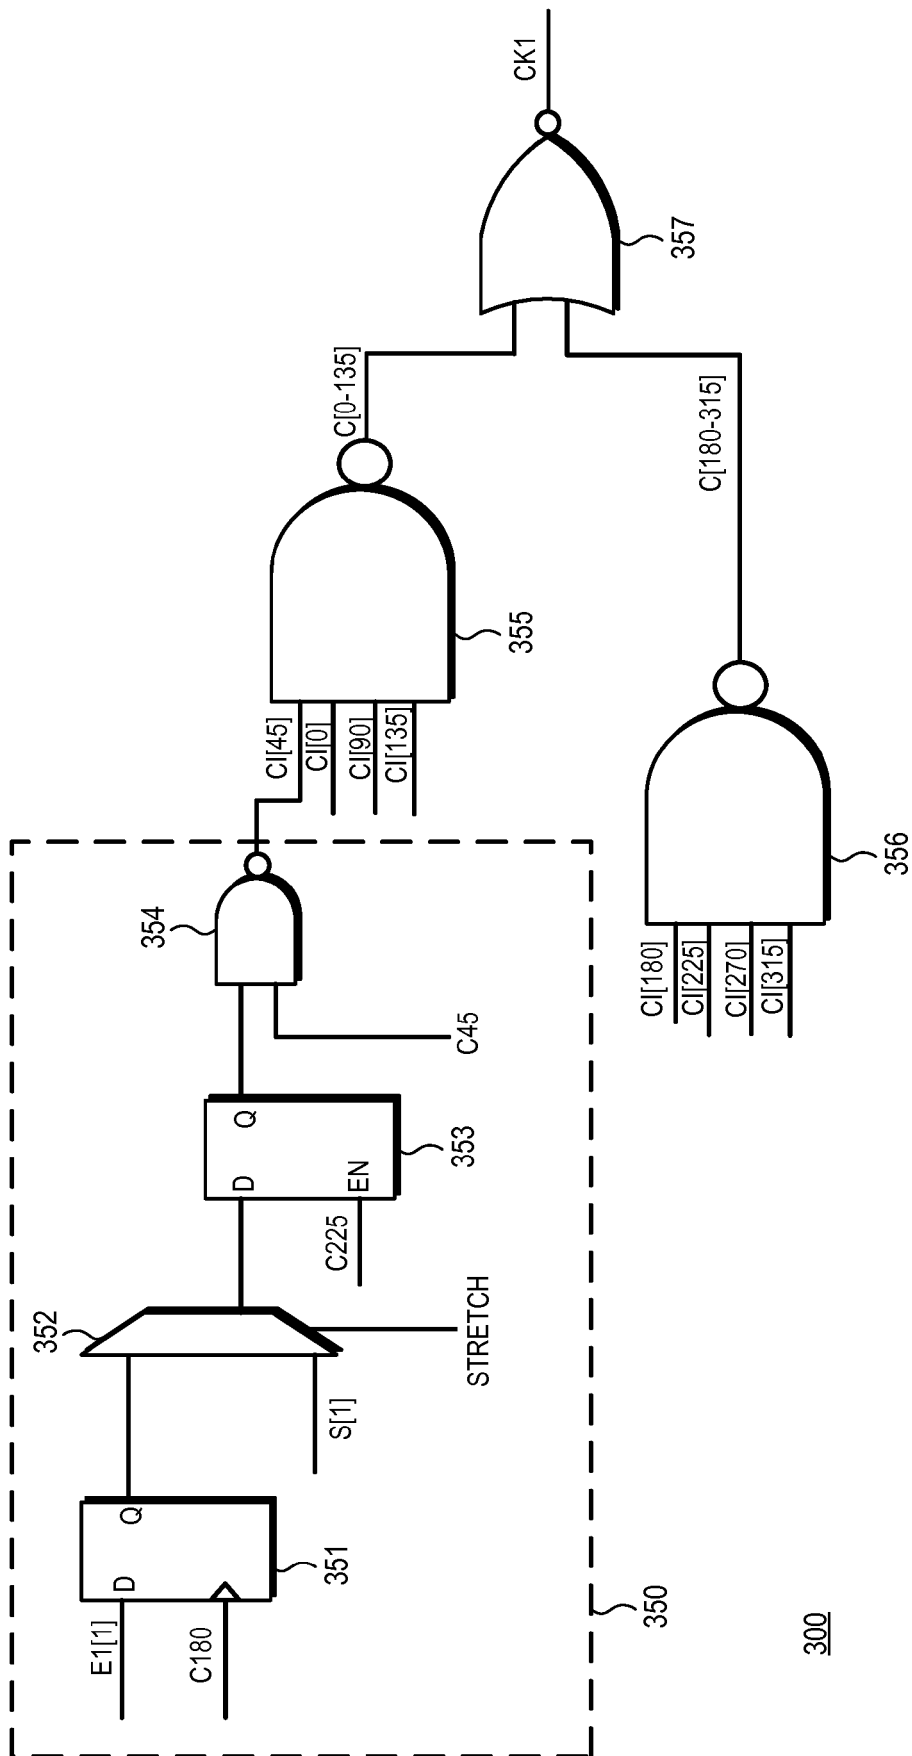 E1[1]
C180
D
Q
351
S[1]
352
STRETCH
D
Q
EN
C225
353
C45
354
350
CI[45]
CI[0]
CI[90]
CI[135]
355
C[0-135]
CI[180]
CI[225]
CI[270]
CI[315]
356
C[180-315]
357
CK1
300